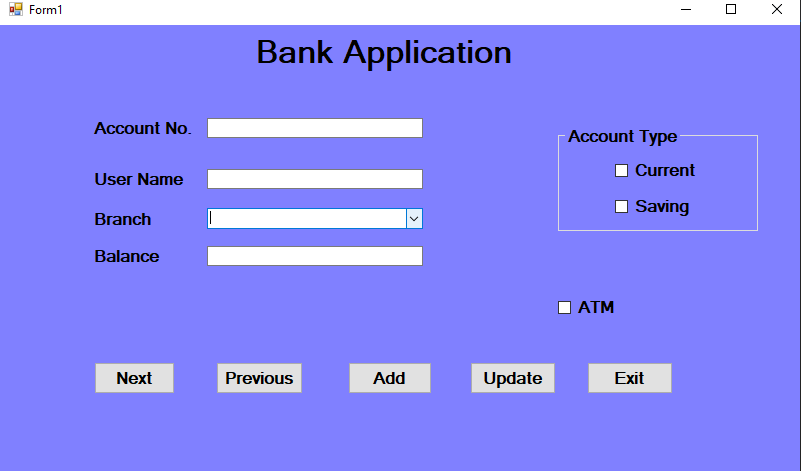 Form1
Bank Application
Account No.
Account Type
Current
User Name
Saving
Branch
Balance
ATM
Next Previous Add Update Exit